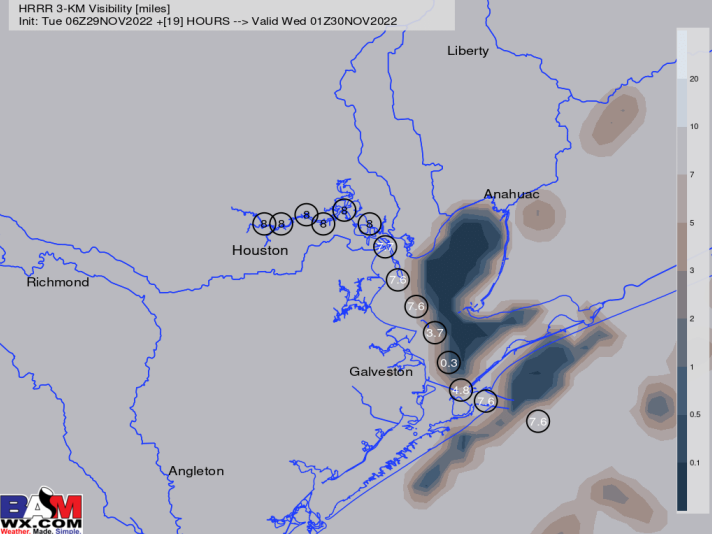 HRRR 3-KM Visibility [miles]
Init: Tue 06Z29NOV2022 +[19] HOURS --> Valid Wed 01Z30NOV2022
Liberty
20
10
7
Anahuac
8 8 8 8 8 8
5
Houston
Richmond
7.6
3
7.6
2
3.7
0.3
1
Galveston
4.8
7.6
0.5
7.6
0.1
Angleton
BAM
WX.COM
Weather. Made. Simple.